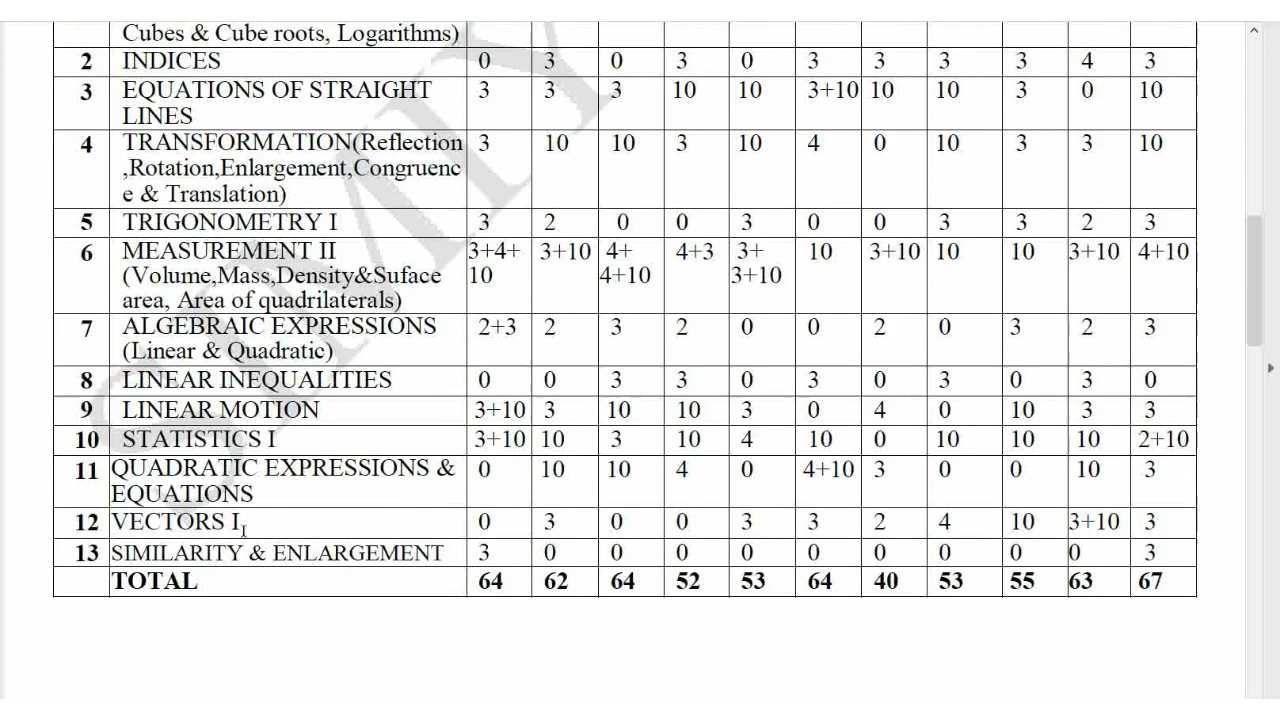 Cubes & Cube roots, Logarithms)
2 INDICES 0 3 0 3 0 3 3 3 3 4 3
3 EQUATIONS OF STRAIGHT 3 3 3 10 10 3+10 10 10 3 0 10
LINES
4 TRANSFORMATION(Reflection 3 10 10 3 10 4 0 10 3 3 10
,Rotation,Enlargement,Congruenc
e & Translation)
5 TRIGONOMETRY I 3 2 0 0 3 0 0 3 3 2 3
6 MEASUREMENT II 3+4+ 3+10 4+ 4+3 3+ 10 3+10 10 10 3+10 4+10
(Volume,Mass,Density&Suface 10 4+10 3+10
area, Area of quadrilaterals)
7 ALGEBRAIC EXPRESSIONS 2+3 2 3 2 0 0 2 0 3 2 3
(Linear & Quadratic)
8 LINEAR INEQUALITIES 0 0 3 3 0 3 0 3 0 3 0
9 LINEAR MOTION 3+10 3 10 10 3 0 4 0 10 3 3
10 STATISTICS I 3+10 10 3 10 4 10 0 10 10 10 2+10
11 QUADRATIC EXPRESSIONS & 0 10 10 4 0 4+10 3 0 0 10 3
EQUATIONS
12 VECTORS I 0 3 0 0 3 3 2 4 10 3+10 3
13 SIMILARITY & ENLARGEMENT 3 0 0 0 0 0 0 0 0 0 3
TOTAL 64 62 64 52 53 64 40 53 55 63 67